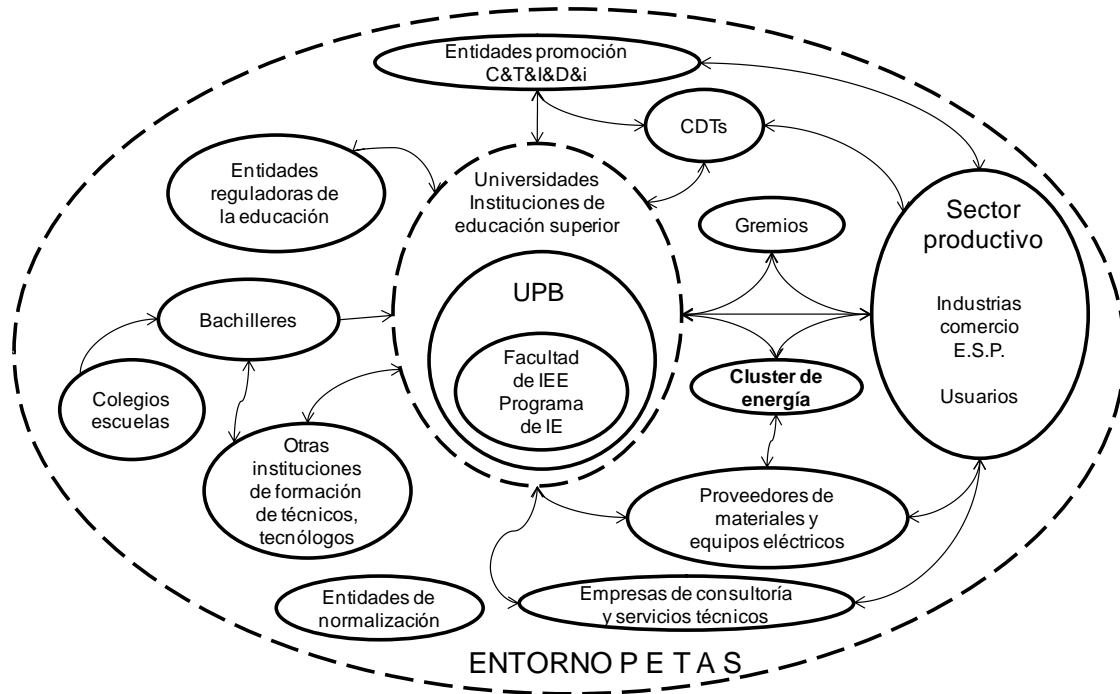 Entidades promoción
C&T&I&D&i
CDTs
Entidades
reguladoras de
la educación
Universidades
Instituciones de
educación superior
Gremios
Sector
productivo
Industrias
comercio
E.S.P.
Usuarios
UPB
Bachilleres
Facultad
de IEE
Programa
de IE
Cluster de
energía
Colegios
escuelas
Otras
instituciones
de formación
de técnicos,
tecnólogos
Proveedores de
materiales y
equipos eléctricos
Entidades de
normalización
Empresas de consultoría
y servicios técnicos
ENTORNO P E T A S